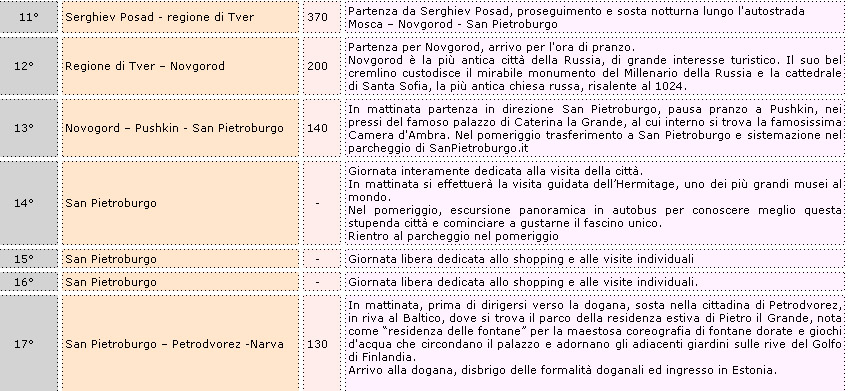 11° Serghiev Posad - regione di Tver 370 Partenza da Serghiev Posad, proseguimento e sosta notturna lungo l'autostrada
Mosca – Novgorod - San Pietroburgo
12° Regione di Tver – Novgorod 200 Partenza per Novgorod, arrivo per l'ora di pranzo.
Novgorod è la più antica città della Russia, di grande interesse turistico. Il suo bel
cremlino custodisce il mirabile monumento del Millenario della Russia e la cattedrale
di Santa Sofia, la più antica chiesa russa, risalente al 1024.
13° Novogord – Pushkin - San Pietroburgo 140 In mattinata partenza in direzione San Pietroburgo, pausa pranzo a Pushkin, nei
pressi del famoso palazzo di Caterina la Grande, al cui interno si trova la famosissima
Camera d'Ambra. Nel pomeriggio trasferimento a San Pietroburgo e sistemazione nel
parcheggio di SanPietroburgo.it
14° San Pietroburgo - Giornata interamente dedicata alla visita della città.
In mattinata si effettuerà la visita guidata dell’Hermitage, uno dei più grandi musei al
mondo.
Nel pomeriggio, escursione panoramica in autobus per conoscere meglio questa
stupenda città e cominciare a gustarne il fascino unico.
Rientro al parcheggio nel pomeriggio
15° San Pietroburgo - Giornata libera dedicata allo shopping e alle visite individuali
16° San Pietroburgo - Giornata libera dedicata allo shopping e alle visite individuali.
17° San Pietroburgo – Petrodvorez -Narva 130 In mattinata, prima di dirigersi verso la dogana, sosta nella cittadina di Petrodvorez,
in riva al Baltico, dove si trova il parco della residenza estiva di Pietro il Grande, nota
come “residenza delle fontane” per la maestosa coreografia di fontane dorate e giochi
d'acqua che circondano il palazzo e adornano gli adiacenti giardini sulle rive del Golfo
di Finlandia.
Arrivo alla dogana, disbrigo delle formalità doganali ed ingresso in Estonia.